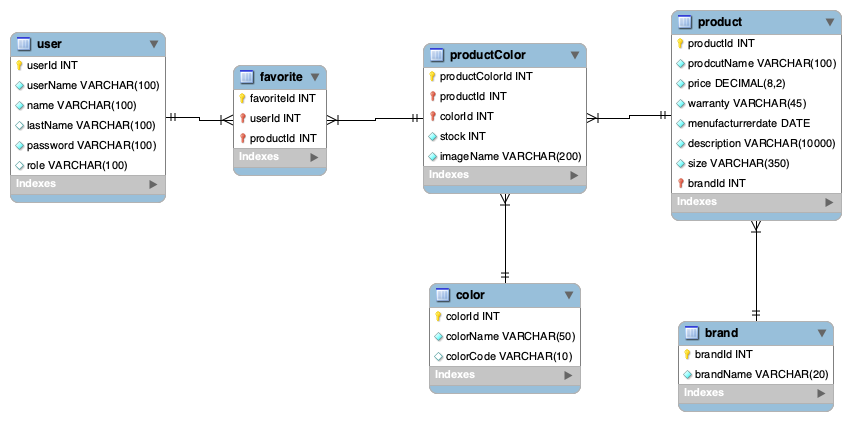 user
userId INT
userName VARCHAR(100)
name VARCHAR(100)
lastName VARCHAR(100)
password VARCHAR(100)
role VARCHAR(100)
Indexes
favorite
favoriteId INT
userId INT
productId INT
Indexes
productColor
productColorId INT
productId INT
colorId INT
stock INT
imageName VARCHAR(200)
Indexes
product
productId INT
prodcutName VARCHAR(100)
price DECIMAL(8,2)
warranty VARCHAR(45)
menufacturrerdate DATE
description VARCHAR(10000)
size VARCHAR(350)
brandId INT
Indexes
color
colorId INT
colorName VARCHAR(50)
colorCode VARCHAR(10)
Indexes
brand
brandId INT
brandName VARCHAR(20)
Indexes